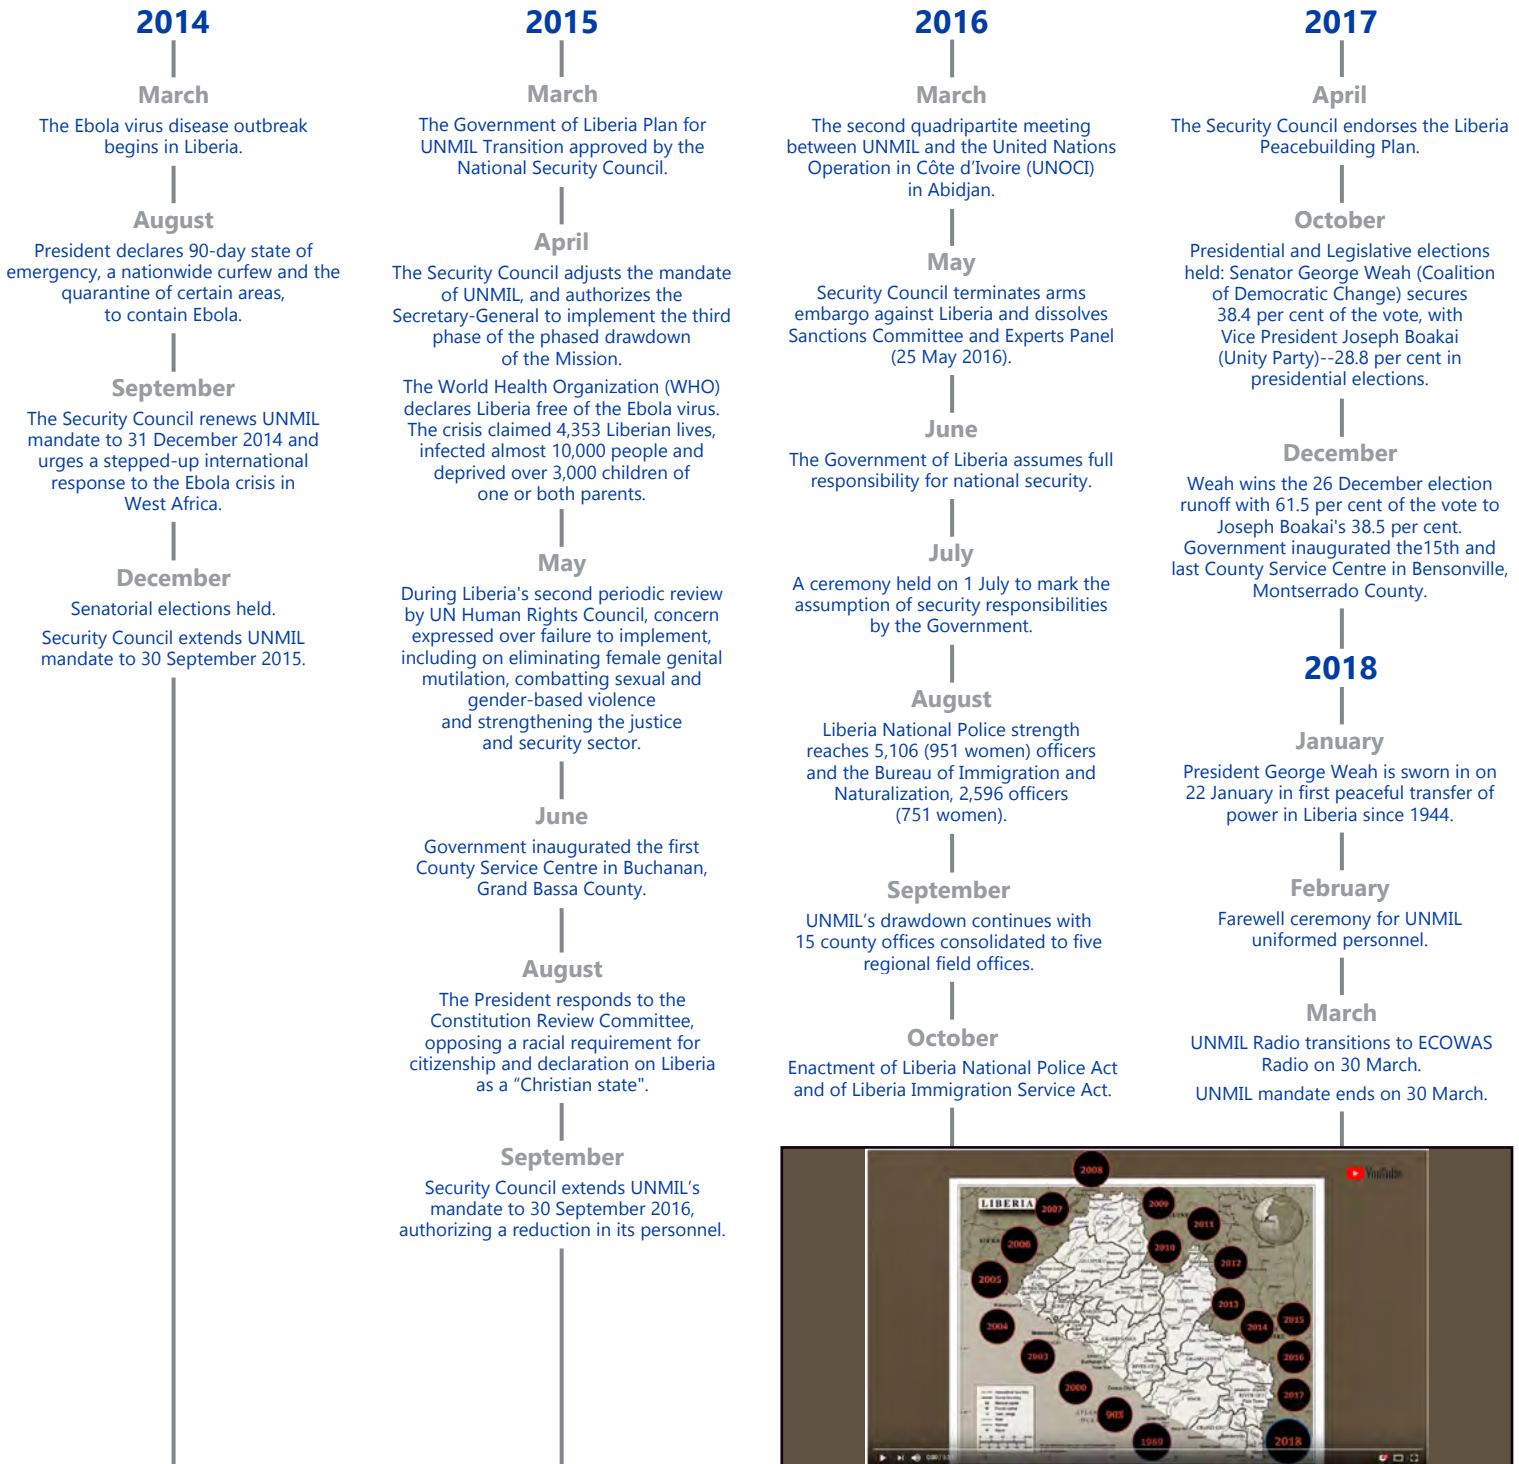 2014
March
The Ebola virus disease outbreak
begins in Liberia.
August
President declares 90-day state of
emergency, a nationwide curfew and the
quarantine of certain areas,
to contain Ebola.
September
The Security Council renews UNMIL
mandate to 31 December 2014 and
urges a stepped-up international
response to the Ebola crisis in
West Africa.
December
Senatorial elections held.
Security Council extends UNMIL
mandate to 30 September 2015.
2015
March
The Government of Liberia Plan for
UNMIL Transition approved by the
National Security Council.
April
The Security Council adjusts the mandate
of UNMIL, and authorizes the
Secretary-General to implement the third
phase of the phased drawdown
of the Mission.
The World Health Organization (WHO)
declares Liberia free of the Ebola virus.
The crisis claimed 4,353 Liberian lives,
infected almost 10,000 people and
deprived over 3,000 children of
one or both parents.
May
During Liberia's second periodic review
by UN Human Rights Council, concern
expressed over failure to implement,
including on eliminating female genital
mutilation, combatting sexual and
gender-based violence
and strengthening the justice
and security sector.
June
Government inaugurated the first
County Service Centre in Buchanan,
Grand Bassa County.
August
The President responds to the
Constitution Review Committee,
opposing a racial requirement for
citizenship and declaration on Liberia
as a “Christian state".
September
Security Council extends UNMIL’s
mandate to 30 September 2016,
authorizing a reduction in its personnel.
2016
March
The second quadripartite meeting
between UNMIL and the United Nations
Operation in Côte d’Ivoire (UNOCI)
in Abidjan.
May
Security Council terminates arms
embargo against Liberia and dissolves
Sanctions Committee and Experts Panel
(25 May 2016).
June
The Government of Liberia assumes full
responsibility for national security.
July
A ceremony held on 1 July to mark the
assumption of security responsibilities
by the Government.
August
Liberia National Police strength
reaches 5,106 (951 women) officers
and the Bureau of Immigration and
Naturalization, 2,596 officers
(751 women).
September
UNMIL’s drawdown continues with
15 county offices consolidated to five
regional field offices.
October
Enactment of Liberia National Police Act
and of Liberia Immigration Service Act.
2017
April
The Security Council endorses the Liberia
Peacebuilding Plan.
October
Presidential and Legislative elections
held: Senator George Weah (Coalition
of Democratic Change) secures
38.4 per cent of the vote, with
Vice President Joseph Boakai
(Unity Party)--28.8 per cent in
presidential elections.
December
Weah wins the 26 December election
runoff with 61.5 per cent of the vote to
Joseph Boakai's 38.5 per cent.
Government inaugurated the15th and
last County Service Centre in Bensonville,
Montserrado County.
2018
January
President George Weah is sworn in on
22 January in first peaceful transfer of
power in Liberia since 1944.
February
Farewell ceremony for UNMIL
uniformed personnel.
March
UNMIL Radio transitions to ECOWAS
Radio on 30 March.
UNMIL mandate ends on 30 March.
YouTube
LIBERIA
2008
2007
2009
2011
2006
2010
2012
2005
2013
2004
2014
2015
2003
2016
2000
2017
90S
1989
2018